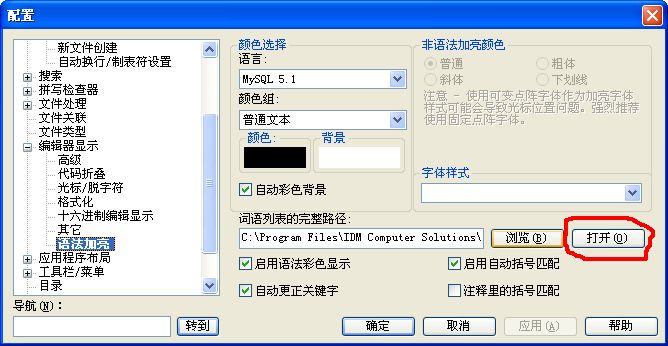 配置
新文件创建
自动换行/制表符设置
搜索
拼写检查器
文件处理
文件关联
文件类型
编辑器显示
高级
代码折叠
光标/脱字符
格式化
十六进制编辑显示
其它
语法加亮
应用程序布局
工具栏/菜单
目录
导航(N):
转到
颜色选择
语言:
MySQL 5.1
颜色组:
普通文本
颜色: 背景
自动彩色背景
非语法加亮颜色
普通 粗体
斜体 下划线
注意 - 使用可变点阵字体作为加亮字体
样式可能会导致光标位置问题。强烈推荐
使用固定点阵字体。
字体样式
词语列表的完整路径:
C:\Program Files\IDM Computer Solutions\
浏览(B) 打开(O)
启用语法彩色显示 启用自动括号匹配
自动更正关键字 注释里的括号匹配
确定 取消 应用(A) 帮助